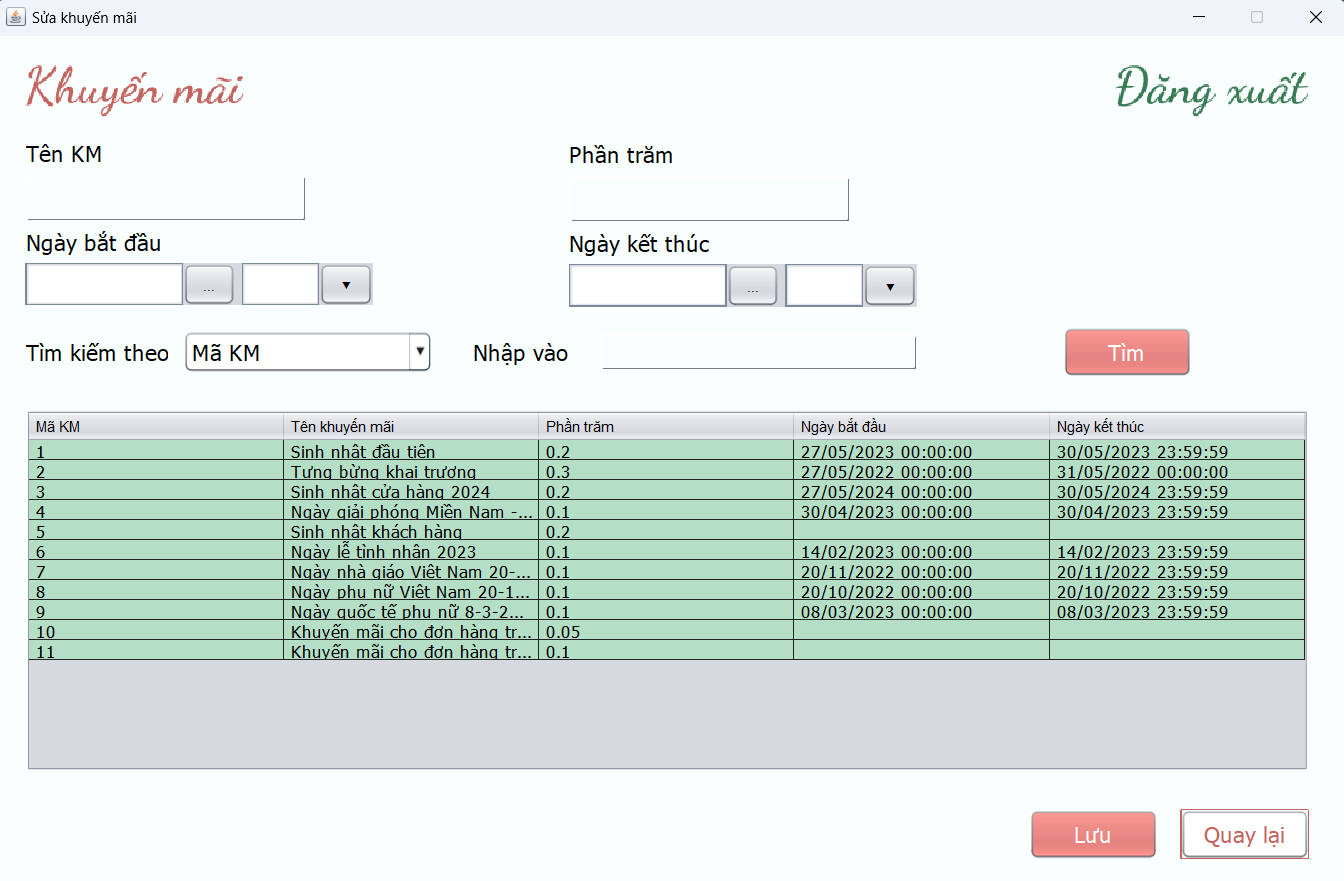 Sửa khuyến mãi
Khuyến mãi Đăng xuất
Tên KM Phần trăm
Ngày bắt đầu Ngày kết thúc
... ...
Tìm kiếm theo Mã KM Nhập vào Tìm
Mã KM Tên khuyến mãi Phần trăm Ngày bắt đầu Ngày kết thúc
1 Sinh nhật đầu tiên 0.2 27/05/2023 00:00:00 30/05/2023 23:59:59
2 Tưng bừng khai trương 0.3 27/05/2022 00:00:00 31/05/2022 00:00:00
3 Sinh nhật cửa hàng 2024 0.2 27/05/2024 00:00:00 30/05/2024 23:59:59
4 Ngày giải phóng Miền Nam -... 0.1 30/04/2023 00:00:00 30/04/2023 23:59:59
5 Sinh nhật khách hàng 0.2
6 Ngày lễ tình nhân 2023 0.1 14/02/2023 00:00:00 14/02/2023 23:59:59
7 Ngày nhà giáo Việt Nam 20-... 0.1 20/11/2022 00:00:00 20/11/2022 23:59:59
8 Ngày phụ nữ Việt Nam 20-1... 0.1 20/10/2022 00:00:00 20/10/2022 23:59:59
9 Ngày quốc tế phụ nữ 8-3-2... 0.1 08/03/2023 00:00:00 08/03/2023 23:59:59
10 Khuyến mãi cho đơn hàng tr... 0.05
11 Khuyến mãi cho đơn hàng tr... 0.1
Lưu Quay lại